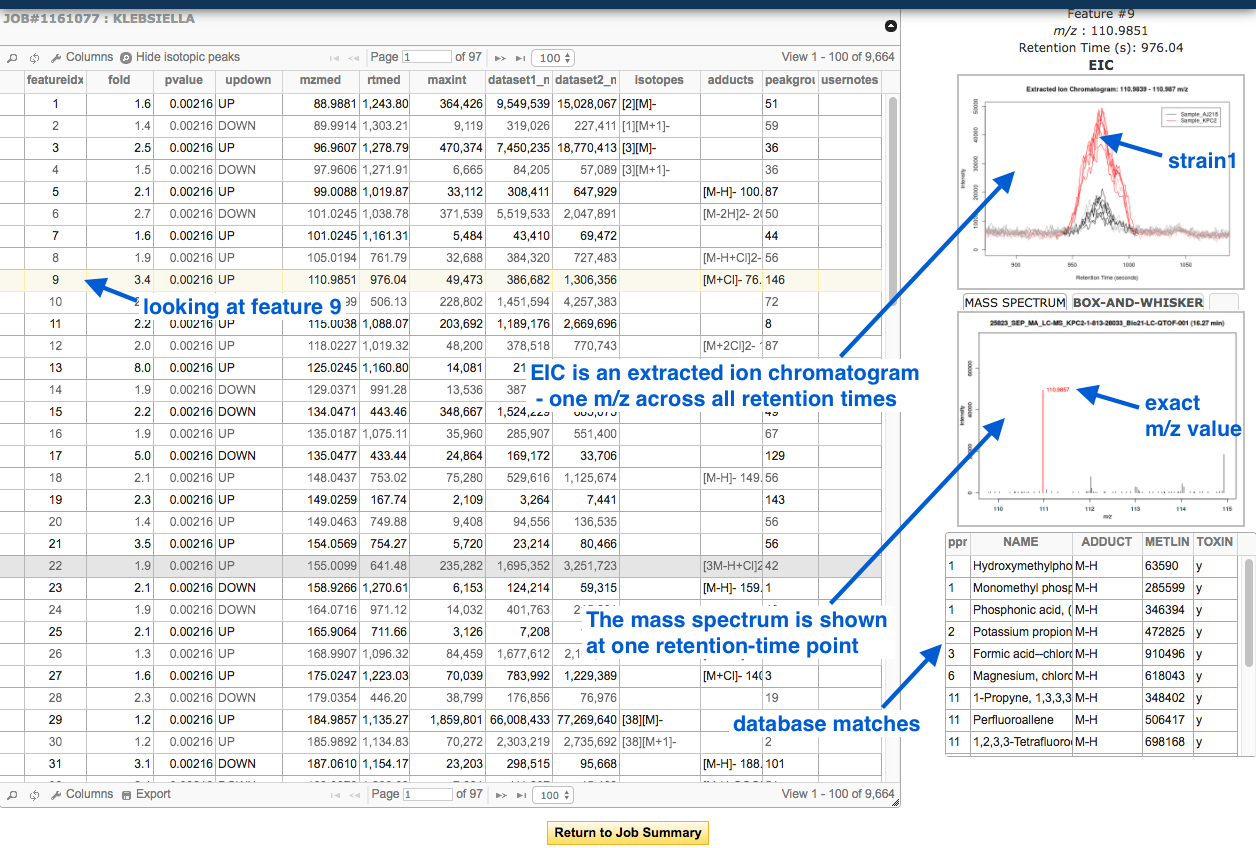 JOB#1161077 : KLEBSIELLA
Columns Hide isotopic peaks Page 1 of 97 100 View 1 - 100 of 9,664
featureidx fold pvalue updown mzmed rtmed maxint dataset1_n dataset2_n isotopes adducts peakgrou usernotes
1 1.6 0.00216 UP 88.9881 1,243.80 364,426 9,549,539 15,028,067 [2][M]- 51
2 1.4 0.00216 DOWN 89.9914 1,303.21 9,119 319,026 227,411 [1][M+1]- 59
3 2.5 0.00216 UP 96.9607 1,278.79 470,374 7,450,235 18,770,413 [3][M]- 36
4 1.5 0.00216 DOWN 97.9606 1,271.91 6,665 84,205 57,089 [3][M+1]- 36
5 2.1 0.00216 UP 99.0088 1,019.87 33,112 308,411 647,929 [M-H]- 100. 87
6 2.7 0.00216 DOWN 101.0245 1,038.78 371,539 5,519,533 2,047,891 [M-2H]2- 20 50
7 1.6 0.00216 UP 101.0245 1,161.31 5,484 43,410 69,472 44
8 1.9 0.00216 UP 105.0194 761.79 32,688 384,320 727,483 [M-H+Cl]2- 56
9 3.4 0.00216 UP 110.9851 976.04 49,473 386,682 1,306,356 [M+Cl]- 76. 146
looking at feature 9
10 99 506.13 228,802 1,451,594 4,257,383 72
11 2.2 0.00216 UP 115.0038 1,088.07 203,692 1,189,176 2,669,696 8
12 2.0 0.00216 UP 118.0227 1,019.32 48,200 378,518 770,743 [M+2Cl]2- 87
13 8.0 0.00216 UP 125.0245 1,160.80 14,081 21
14 1.9 0.00216 DOWN 129.0371 991.28 13,536 387
15 2.2 0.00216 DOWN 134.0471 443.46 348,667
16 1.9 0.00216 UP 135.0187 1,075.11 35,960 285,907 551,400 67
17 5.0 0.00216 DOWN 135.0477 433.44 24,864 169,172 33,706 129
18 2.1 0.00216 UP 148.0437 753.02 75,280 529,616 1,125,674 [M-H]- 149. 56
19 2.3 0.00216 UP 149.0259 167.74 2,109 3,264 7,441 143
20 1.4 0.00216 UP 149.0463 749.88 9,408 94,556 136,535 56
21 3.5 0.00216 UP 154.0569 754.27 5,720 23,214 80,466 56
22 1.9 0.00216 UP 155.0099 641.48 235,282 1,695,352 3,251,723 [3M-H+Cl]2 42
23 2.1 0.00216 DOWN 158.9266 1,270.61 6,153 124,214 59,315 [M-H]- 159. 1
24 1.9 0.00216 DOWN 164.0716 971.12 14,032 401,763
25 2.1 0.00216 UP 165.9064 711.66 3,126 7,208
26 1.3 0.00216 UP 168.9907 1,096.32 84,459 1,677,612
27 1.6 0.00216 UP 175.0247 1,223.03 70,039 783,992 1,229,389 [M+Cl]- 140 3
28 2.3 0.00216 DOWN 179.0354 446.20 38,799 176,856 76,976 19
29 1.2 0.00216 UP 184.9857 1,135.27 1,859,801 66,008,433 77,269,640 [38][M]-
30 1.2 0.00216 UP 185.9892 1,134.83 70,272 2,303,219 2,735,692 [38][M+1]- 2
31 3.1 0.00216 DOWN 187.0610 1,154.17 23,203 298,515 95,668 [M-H]- 188. 101
Columns Export Page 1 of 97 100 View 1 - 100 of 9,664
Return to Job Summary
EIC is an extracted ion chromatogram
- one m/z across all retention times
The mass spectrum is shown
at one retention-time point
database matches
Feature #9
m/z : 110.9851
Retention Time (s): 976.04
EIC
Extracted Ion Chromatogram: 110.9839 - 110.987 m/z
Sample_AJ218
Sample_KPC2
strain1
Intensity
0 10000 20000 30000 40000 50000
900 950 1000 1050
Retention Time (seconds)
MASS SPECTRUM BOX-AND-WHISKER
25823_SEP_MA_LC-MS_KPC2-1-813-28033_Bio21-LC-QTOF-001 (16.27 min)
110.9857
exact
m/z value
Intensity
0 20000 40000 60000
110 111 112 113 114 115
m/z
ppr NAME ADDUCT METLIN TOXIN
1 Hydroxymethylpho M-H 63590 y
1 Monomethyl phosp M-H 285599 y
1 Phosphonic acid, ( M-H 346394 y
2 Potassium propion M-H 472825 y
3 Formic acid--chlorc M-H 910496 y
6 Magnesium, chlorc M-H 618043 y
11 1-Propyne, 1,3,3,3 M-H 348402 y
11 Perfluoroallene M-H 506417 y
11 1,2,3,3-Tetrafluoro M-H 698168 y